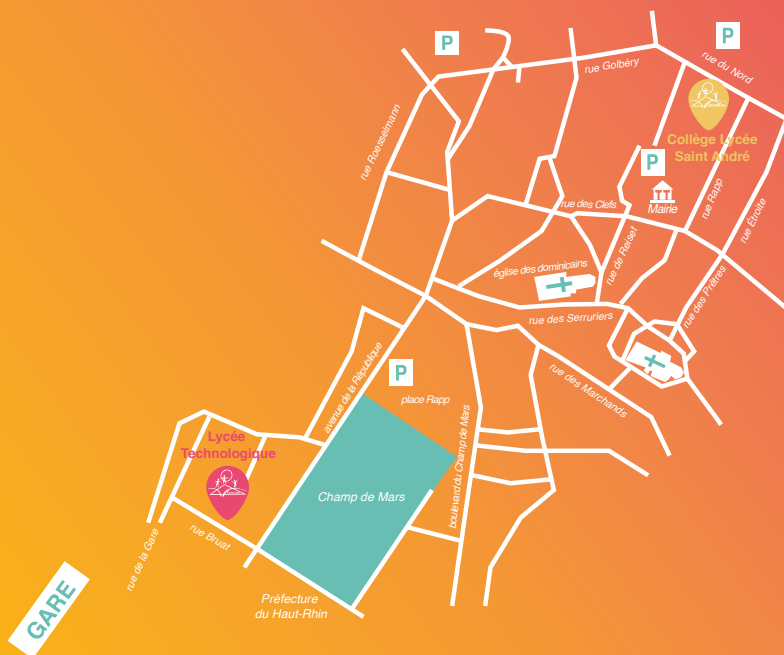 P
P
rue du Nord
rue Golbéry
rue Roesselmann
Collège Lycée
Saint André
P
Mairie
rue Rapp
rue Étroite
rue des Clefs
rue de Reiset
église des dominicains
rue des Prêtres
rue des Serruriers
rue des Marchands
avenue de la République
P
place Rapp
boulevard du Champ de Mars
Lycée
Technologique
Champ de Mars
rue Bruat
rue de la Gare
GARE
Préfecture
du Haut-Rhin